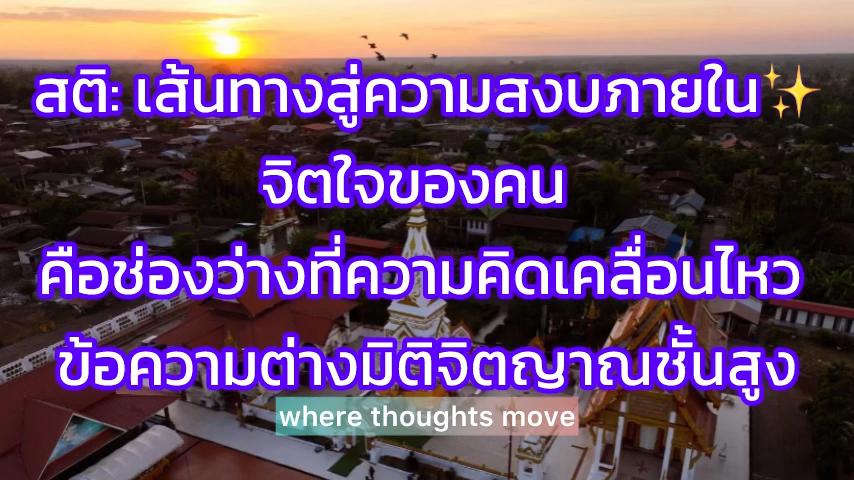 สติ: เส้นทางสู่ความสงบภายใน✨
จิตใจของคน
คือช่องว่างที่ความคิดเคลื่อนไหว
ข้อความต่างมิติจิตญาณชั้นสูง
where thoughts move